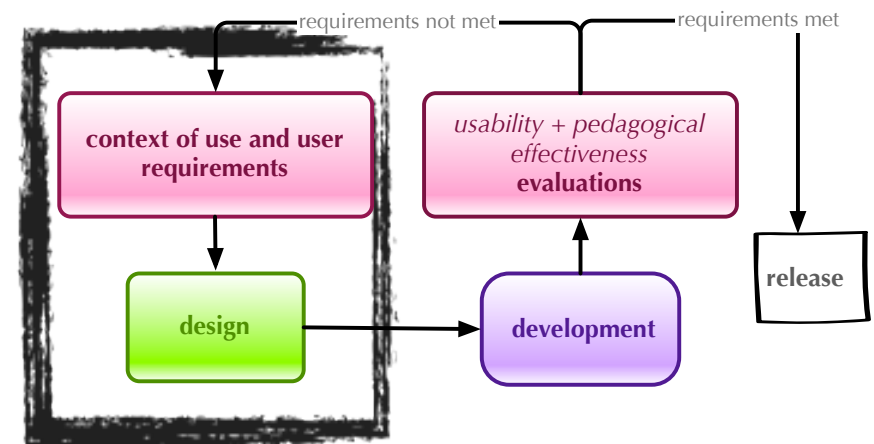 requirements not met
requirements met
context of use and user
requirements
usability + pedagogical
effectiveness
evaluations
release
design
development